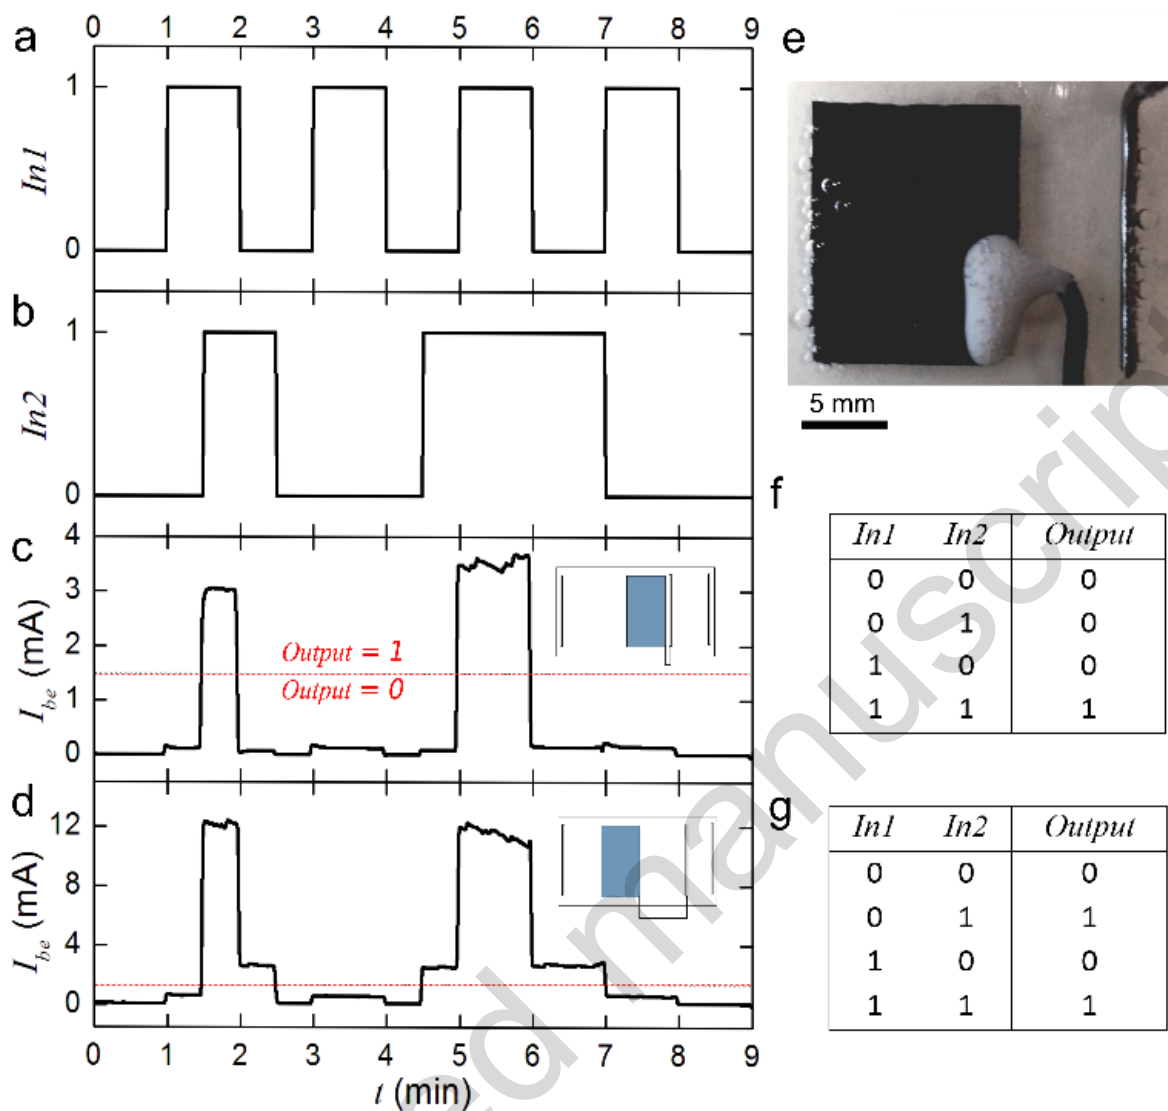 a
0 1 2 3 4 5 6 7 8 9
1
In1
0
b
1
In2
0
c
4
3
2
1
0
I_be (mA)
Output = 1
Output = 0
d
12
8
4
0
I_be (mA)
0 1 2 3 4 5 6 7 8 9
t (min)
e
5 mm
f
In1 In2 Output
0 0 0
0 1 0
1 0 0
1 1 1
g
In1 In2 Output
0 0 0
0 1 1
1 0 0
1 1 1
ed manuscript